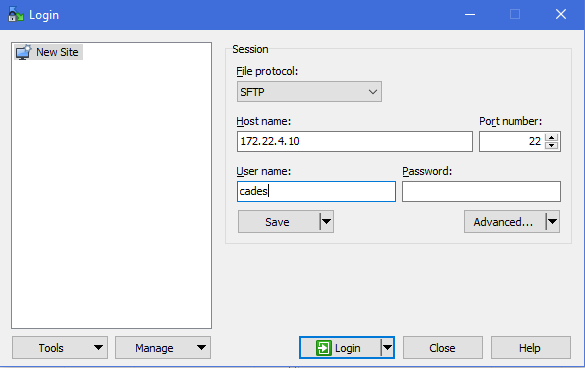 Login
New Site
Session
File protocol:
SFTP
Host name:
Port number:
172.22.4.10
22
User name:
Password:
cades
Save
Advanced...
Tools
Manage
Login
Close
Help